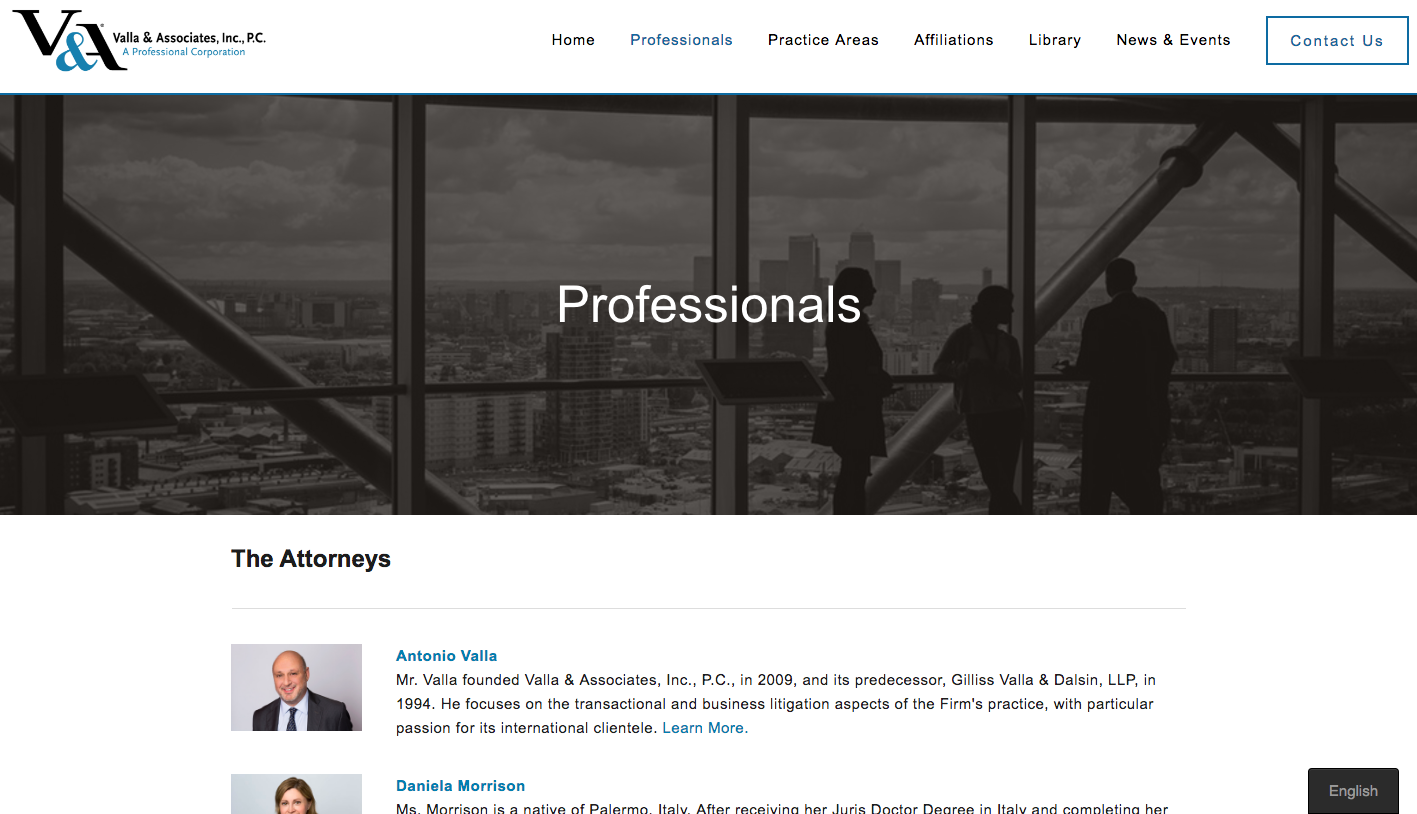 V&A
Valla & Associates, Inc., P.C.
A Professional Corporation
Home
Professionals
Practice Areas
Affiliations
Library
News & Events
Contact Us
Professionals
The Attorneys
Antonio Valla
Mr. Valla founded Valla & Associates, Inc., P.C., in 2009, and its predecessor, Gilliss Valla & Dalsin, LLP, in
1994. He focuses on the transactional and business litigation aspects of the Firm's practice, with particular
passion for its international clientele. Learn More.
Daniela Morrison
Ms. Morrison is a native of Palermo, Italy. After receiving her Juris Doctor Degree in Italy and completing her
English